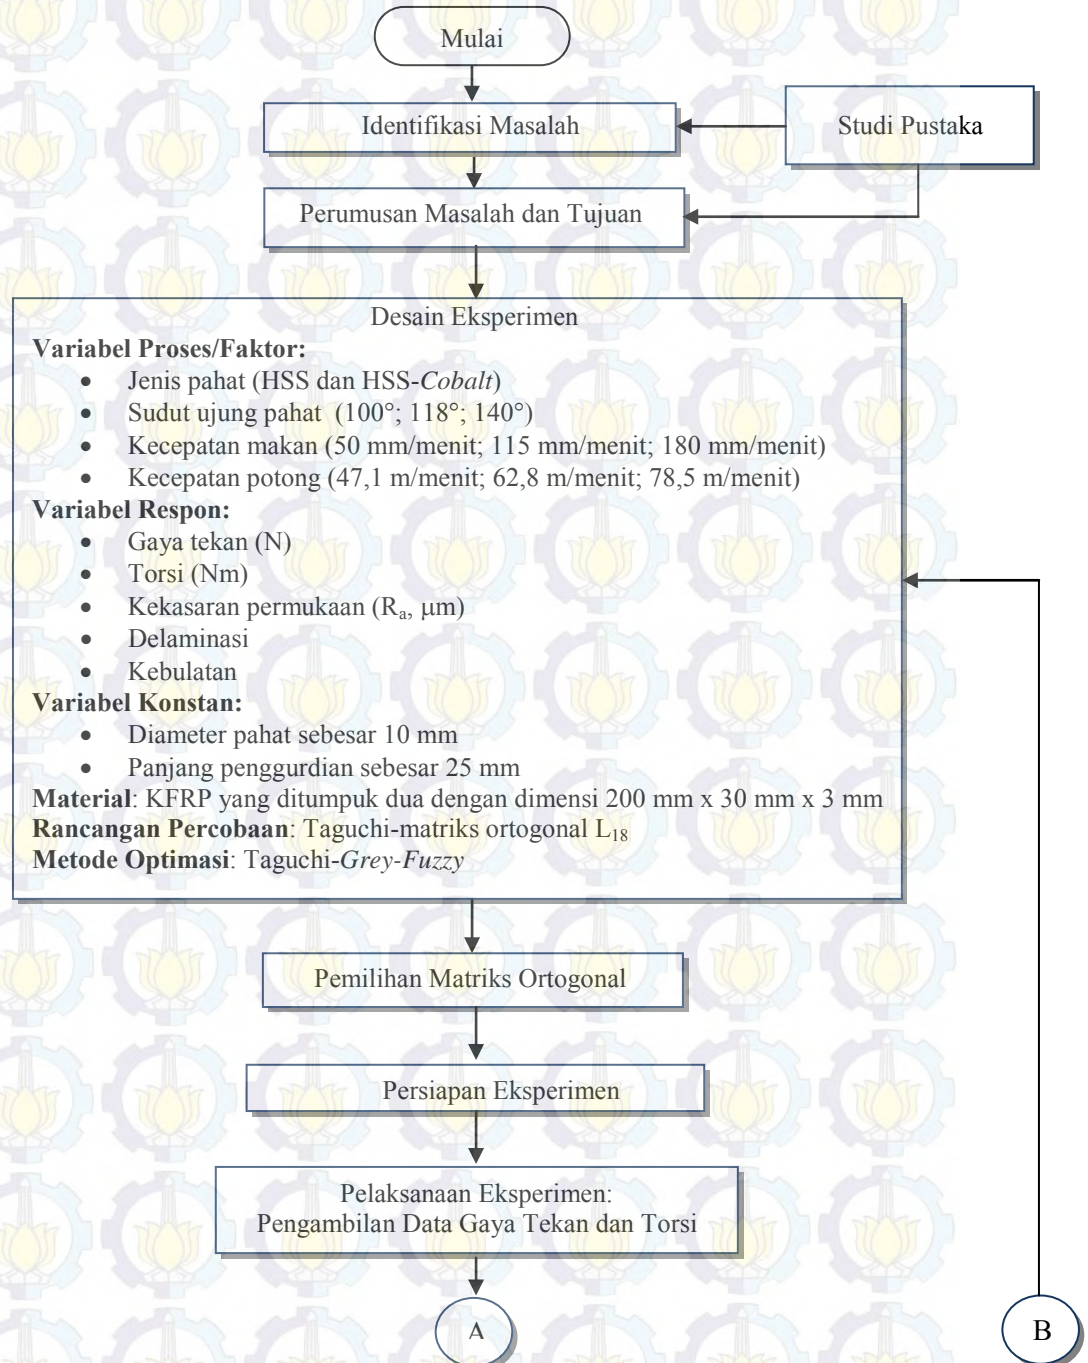 Mulai
Identifikasi Masalah
Studi Pustaka
Perumusan Masalah dan Tujuan
Desain Eksperimen
Variabel Proses/Faktor:
• Jenis pahat (HSS dan HSS-Cobalt)
• Sudut ujung pahat (100°; 118°; 140°)
• Kecepatan makan (50 mm/menit; 115 mm/menit; 180 mm/menit)
• Kecepatan potong (47,1 m/menit; 62,8 m/menit; 78,5 m/menit)
Variabel Respon:
• Gaya tekan (N)
• Torsi (Nm)
• Kekasaran permukaan (Ra, µm)
• Delaminasi
• Kebulatan
Variabel Konstan:
• Diameter pahat sebesar 10 mm
• Panjang penggurdian sebesar 25 mm
Material: KFRP yang ditumpuk dua dengan dimensi 200 mm x 30 mm x 3 mm
Rancangan Percobaan: Taguchi-matriks ortogonal L18
Metode Optimasi: Taguchi-Grey-Fuzzy
Pemilihan Matriks Ortogonal
Persiapan Eksperimen
Pelaksanaan Eksperimen:
Pengambilan Data Gaya Tekan dan Torsi
A
B